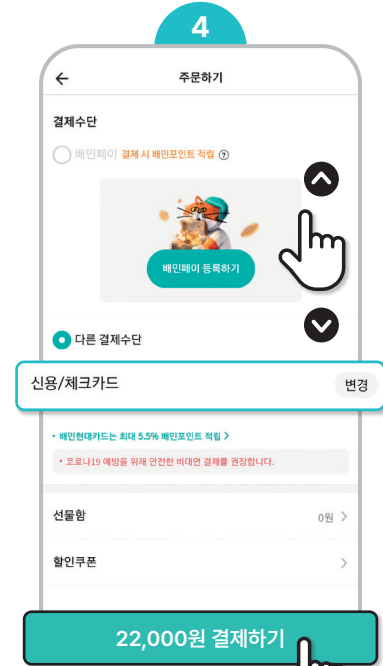 4
주문하기
결제수단
배민페이 결제 시 배민포인트 적립 ?
배민페이 등록하기
다른 결제수단
신용/체크카드 변경
• 배민현대카드는 최대 5.5% 배민포인트 적립 >
• 코로나19 예방을 위해 안전한 비대면 결제를 권장합니다.
선물함 0원 >
할인쿠폰 >
22,000원 결제하기